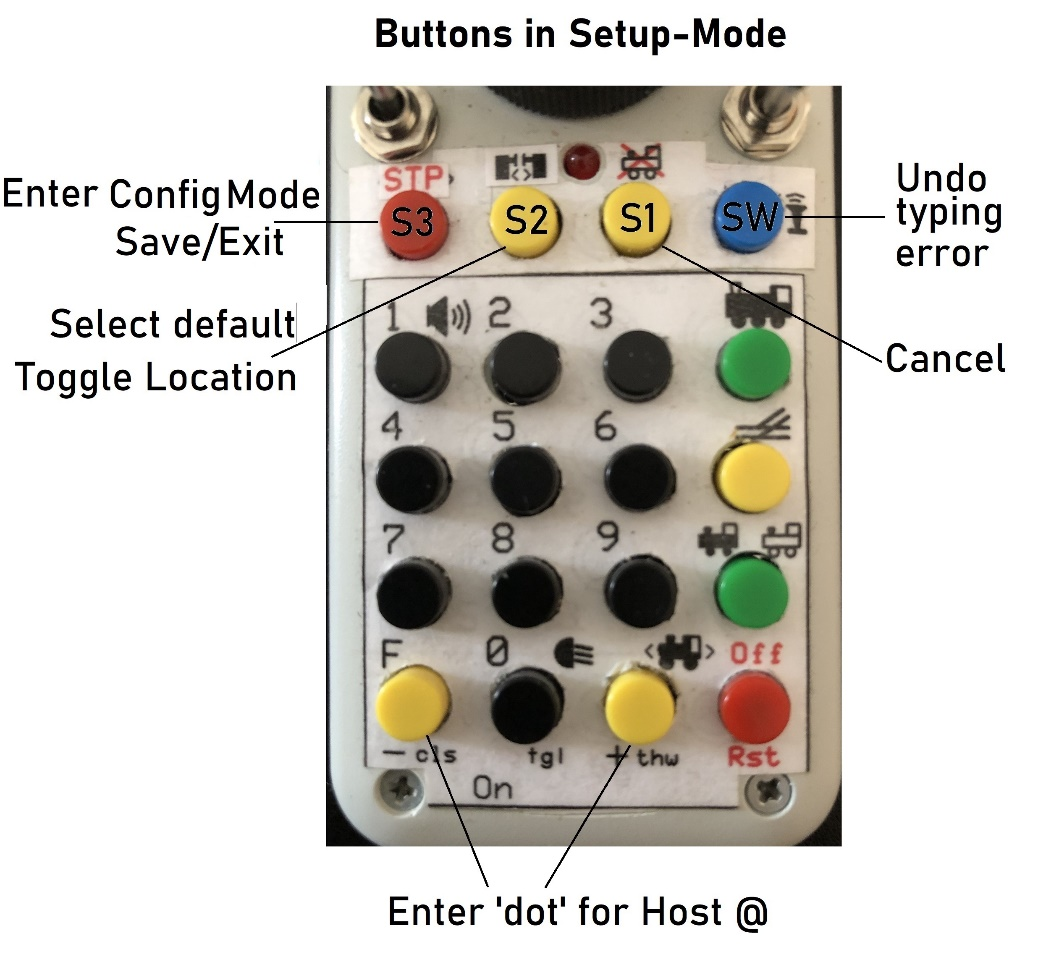 Buttons in Setup-Mode
STP
Enter Config Mode
Save/Exit
S3 S2 S1 SW
Undo
typing
error
Select default
Toggle Location
Cancel
1 2 3
4 5 6
7 8 9
F 0 < > Off
- cls tgl + thw Rst
On
Enter 'dot' for Host @